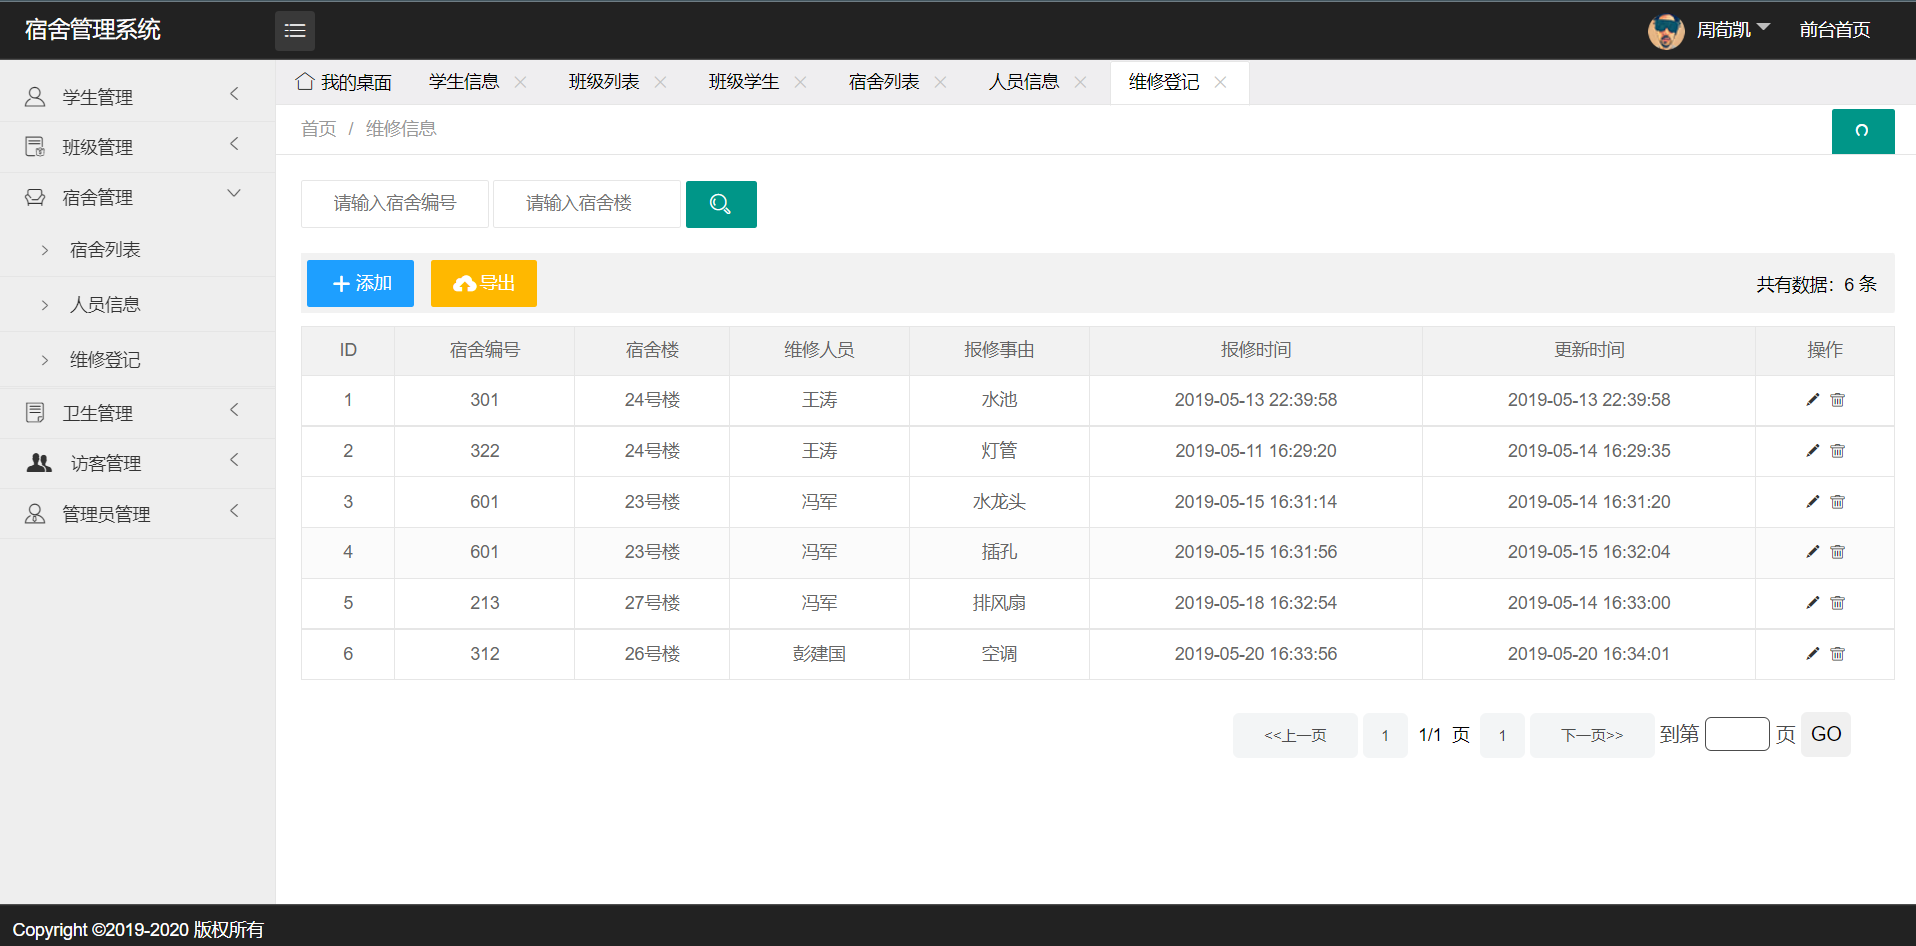 宿舍管理系统
周荀凯
前台首页
学生管理
班级管理
宿舍管理
宿舍列表
人员信息
维修登记
卫生管理
访客管理
管理员管理
我的桌面 学生信息 班级列表 班级学生 宿舍列表 人员信息 维修登记
首页 / 维修信息
请输入宿舍编号 请输入宿舍楼
添加 导出 共有数据：6 条
ID 宿舍编号 宿舍楼 维修人员 报修事由 报修时间 更新时间 操作
1 301 24号楼 王涛 水池 2019-05-13 22:39:58 2019-05-13 22:39:58
2 322 24号楼 王涛 灯管 2019-05-11 16:29:20 2019-05-14 16:29:35
3 601 23号楼 冯军 水龙头 2019-05-15 16:31:14 2019-05-14 16:31:20
4 601 23号楼 冯军 插孔 2019-05-15 16:31:56 2019-05-15 16:32:04
5 213 27号楼 冯军 排风扇 2019-05-18 16:32:54 2019-05-14 16:33:00
6 312 26号楼 彭建国 空调 2019-05-20 16:33:56 2019-05-20 16:34:01
<<上一页 1 1/1 页 1 下一页>> 到第 页 GO
Copyright ©2019-2020 版权所有